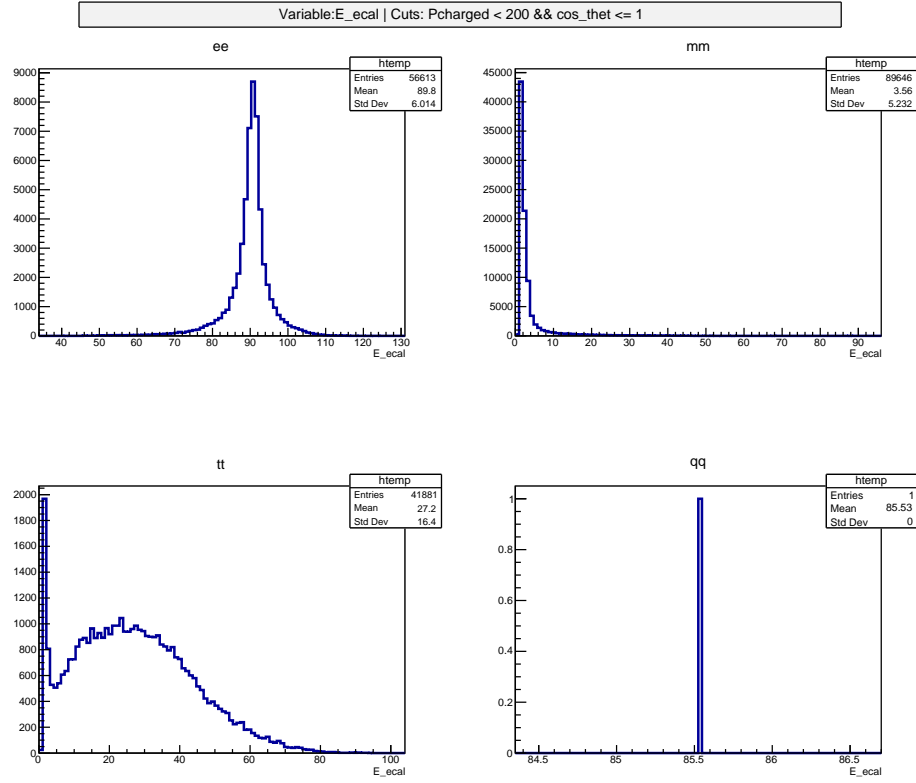 Variable:E_ecal | Cuts: Pcharged < 200 && cos_thet <= 1
ee
htemp
Entries 56613
Mean 89.8
Std Dev 6.014
9000
8000
7000
6000
5000
4000
3000
2000
1000
0
40 50 60 70 80 90 100 110 120 130
E_ecal
mm
htemp
Entries 89646
Mean 3.56
Std Dev 5.232
45000
40000
35000
30000
25000
20000
15000
10000
5000
0
0 10 20 30 40 50 60 70 80 90
E_ecal
tt
htemp
Entries 41881
Mean 27.2
Std Dev 16.4
2000
1800
1600
1400
1200
1000
800
600
400
200
0
0 20 40 60 80 100
E_ecal
qq
htemp
Entries 1
Mean 85.53
Std Dev 0
1
0.8
0.6
0.4
0.2
0
84.5 85 85.5 86 86.5
E_ecal